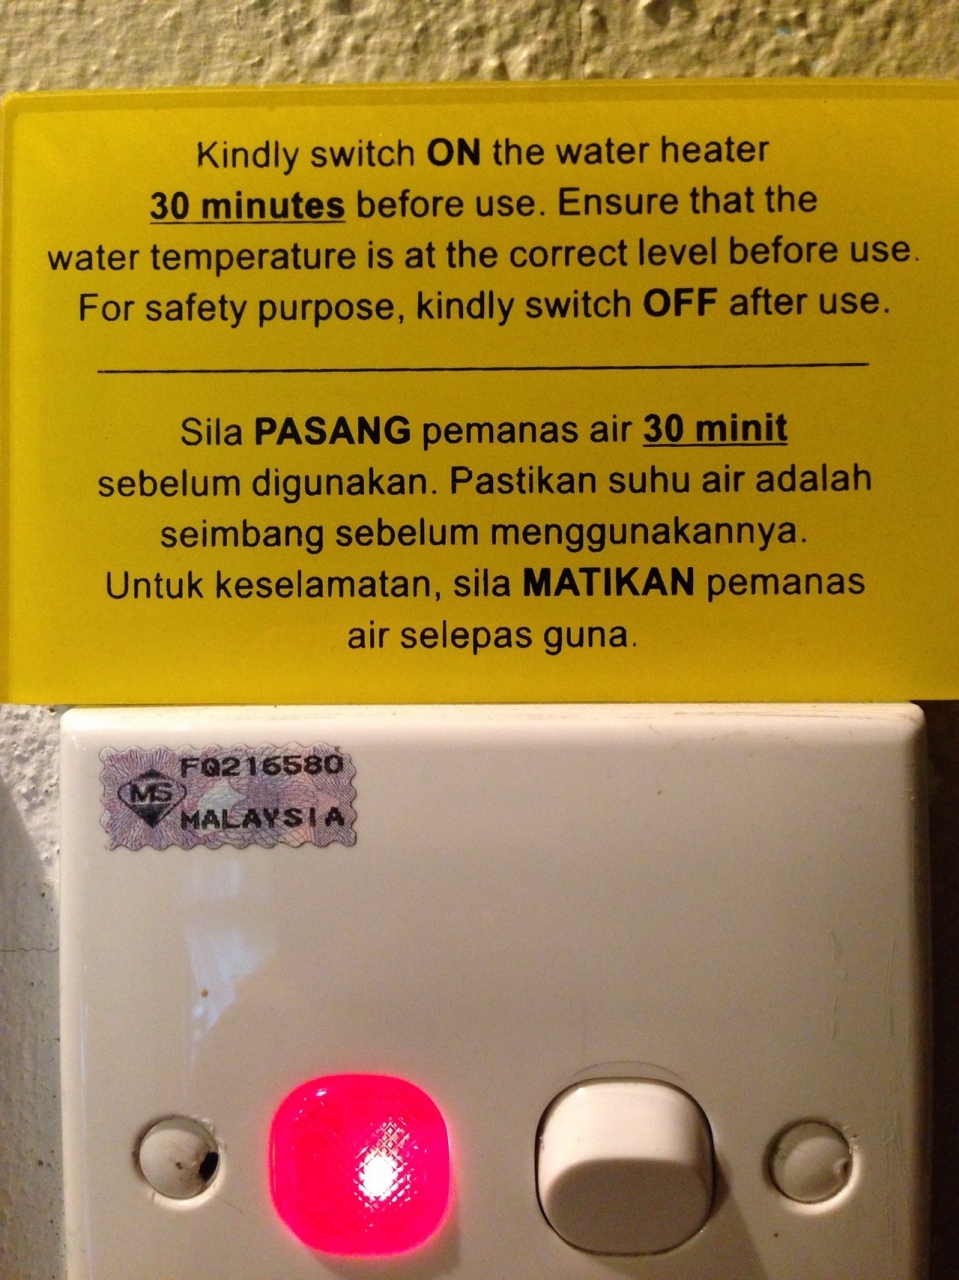 Kindly switch ON the water heater
30 minutes before use. Ensure that the
water temperature is at the correct level before use.
For safety purpose, kindly switch OFF after use.
Sila PASANG pemanas air 30 minit
sebelum digunakan. Pastikan suhu air adalah
seimbang sebelum menggunakannya.
Untuk keselamatan, sila MATIKAN pemanas
air selepas guna.
FQ216580
MS
MALAYSIA